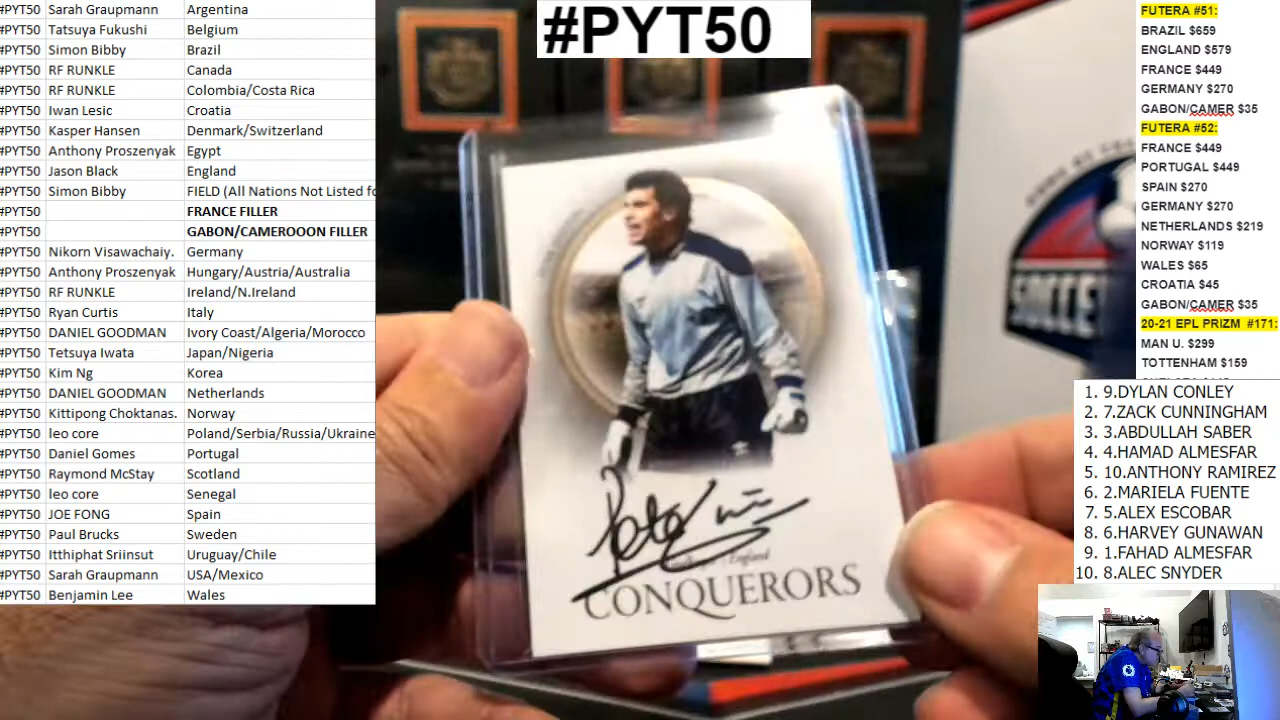 #PYT50 Sarah Graupmann Argentina
#PYT50 Tatsuya Fukushi Belgium
#PYT50 Simon Bibby Brazil
#PYT50 RF RUNKLE Canada
#PYT50 RF RUNKLE Colombia/Costa Rica
#PYT50 Iwan Lesic Croatia
#PYT50 Kasper Hansen Denmark/Switzerland
#PYT50 Anthony Proszenyak Egypt
#PYT50 Jason Black England
#PYT50 Simon Bibby FIELD (All Nations Not Listed fo
#PYT50 FRANCE FILLER
#PYT50 GABON/CAMEROOON FILLER
#PYT50 Nikorn Visawachaiy. Germany
#PYT50 Anthony Proszenyak Hungary/Austria/Australia
#PYT50 RF RUNKLE Ireland/N.Ireland
#PYT50 Ryan Curtis Italy
#PYT50 DANIEL GOODMAN Ivory Coast/Algeria/Morocco
#PYT50 Tetsuya Iwata Japan/Nigeria
#PYT50 Kim Ng Korea
#PYT50 DANIEL GOODMAN Netherlands
#PYT50 Kittipong Choktanas. Norway
#PYT50 leo core Poland/Serbia/Russia/Ukraine
#PYT50 Daniel Gomes Portugal
#PYT50 Raymond McStay Scotland
#PYT50 leo core Senegal
#PYT50 JOE FONG Spain
#PYT50 Paul Brucks Sweden
#PYT50 Itthiphat Sriinsut Uruguay/Chile
#PYT50 Sarah Graupmann USA/Mexico
#PYT50 Benjamin Lee Wales
#PYT50
England
CONQUERORS
SOCCE
FUTERA #51:
BRAZIL $659
ENGLAND $579
FRANCE $449
GERMANY $270
GABON/CAMER $35
FUTERA #52:
FRANCE $449
PORTUGAL $449
SPAIN $270
GERMANY $270
NETHERLANDS $219
NORWAY $119
WALES $65
CROATIA $45
GABON/CAMER $35
20-21 EPL PRIZM #171:
MAN U. $299
TOTTENHAM $159
1. 9.DYLAN CONLEY
2. 7.ZACK CUNNINGHAM
3. 3.ABDULLAH SABER
4. 4.HAMAD ALMESFAR
5. 10.ANTHONY RAMIREZ
6. 2.MARIELA FUENTE
7. 5.ALEX ESCOBAR
8. 6.HARVEY GUNAWAN
9. 1.FAHAD ALMESFAR
10. 8.ALEC SNYDER